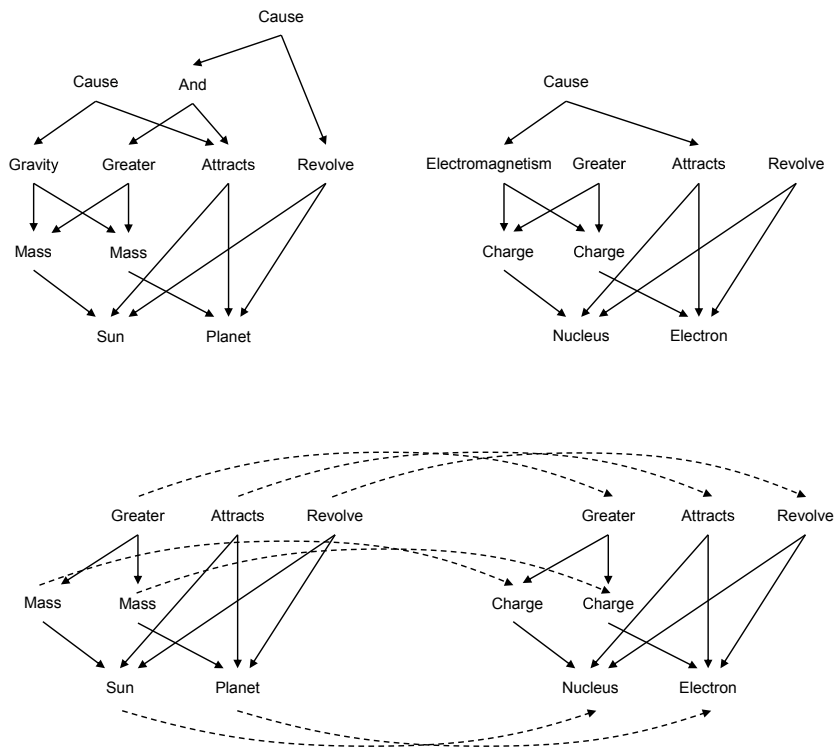 Cause
Cause And Cause
Gravity Greater Attracts Revolve Electromagnetism Greater Attracts Revolve
Mass Mass Charge Charge
Sun Planet Nucleus Electron
Greater Attracts Revolve Greater Attracts Revolve
Mass Mass Charge Charge
Sun Planet Nucleus Electron